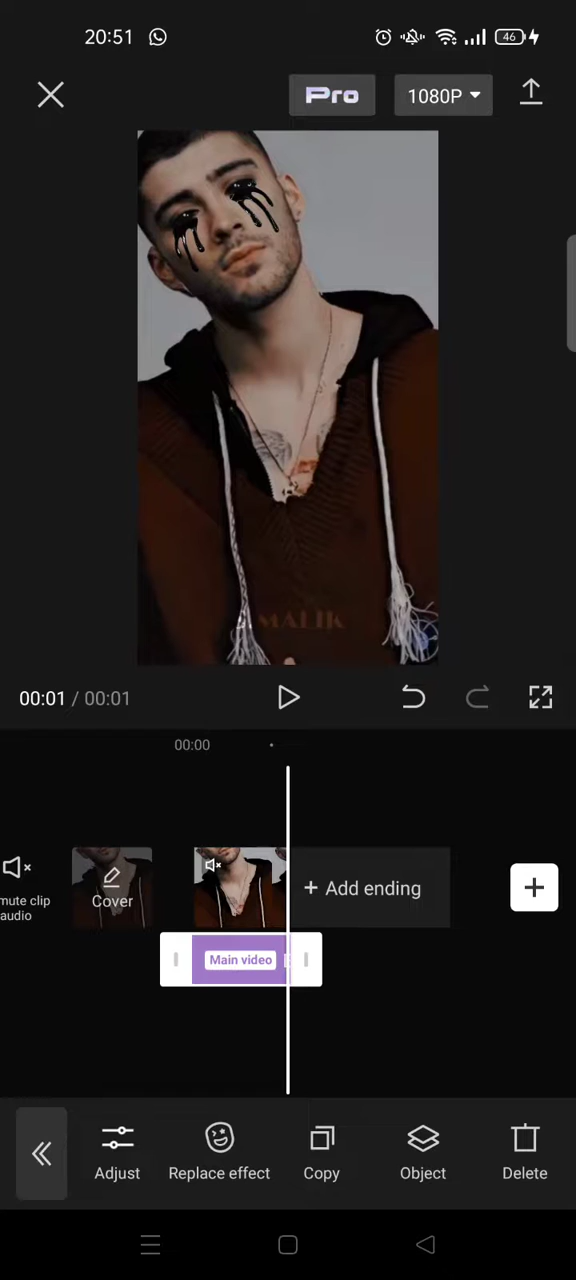 20:51
46
Pro
1080P
MALIK
00:01 / 00:01
00:00
mute clip
audio
Cover
+ Add ending
Main video
Adjust
Replace effect
Copy
Object
Delete